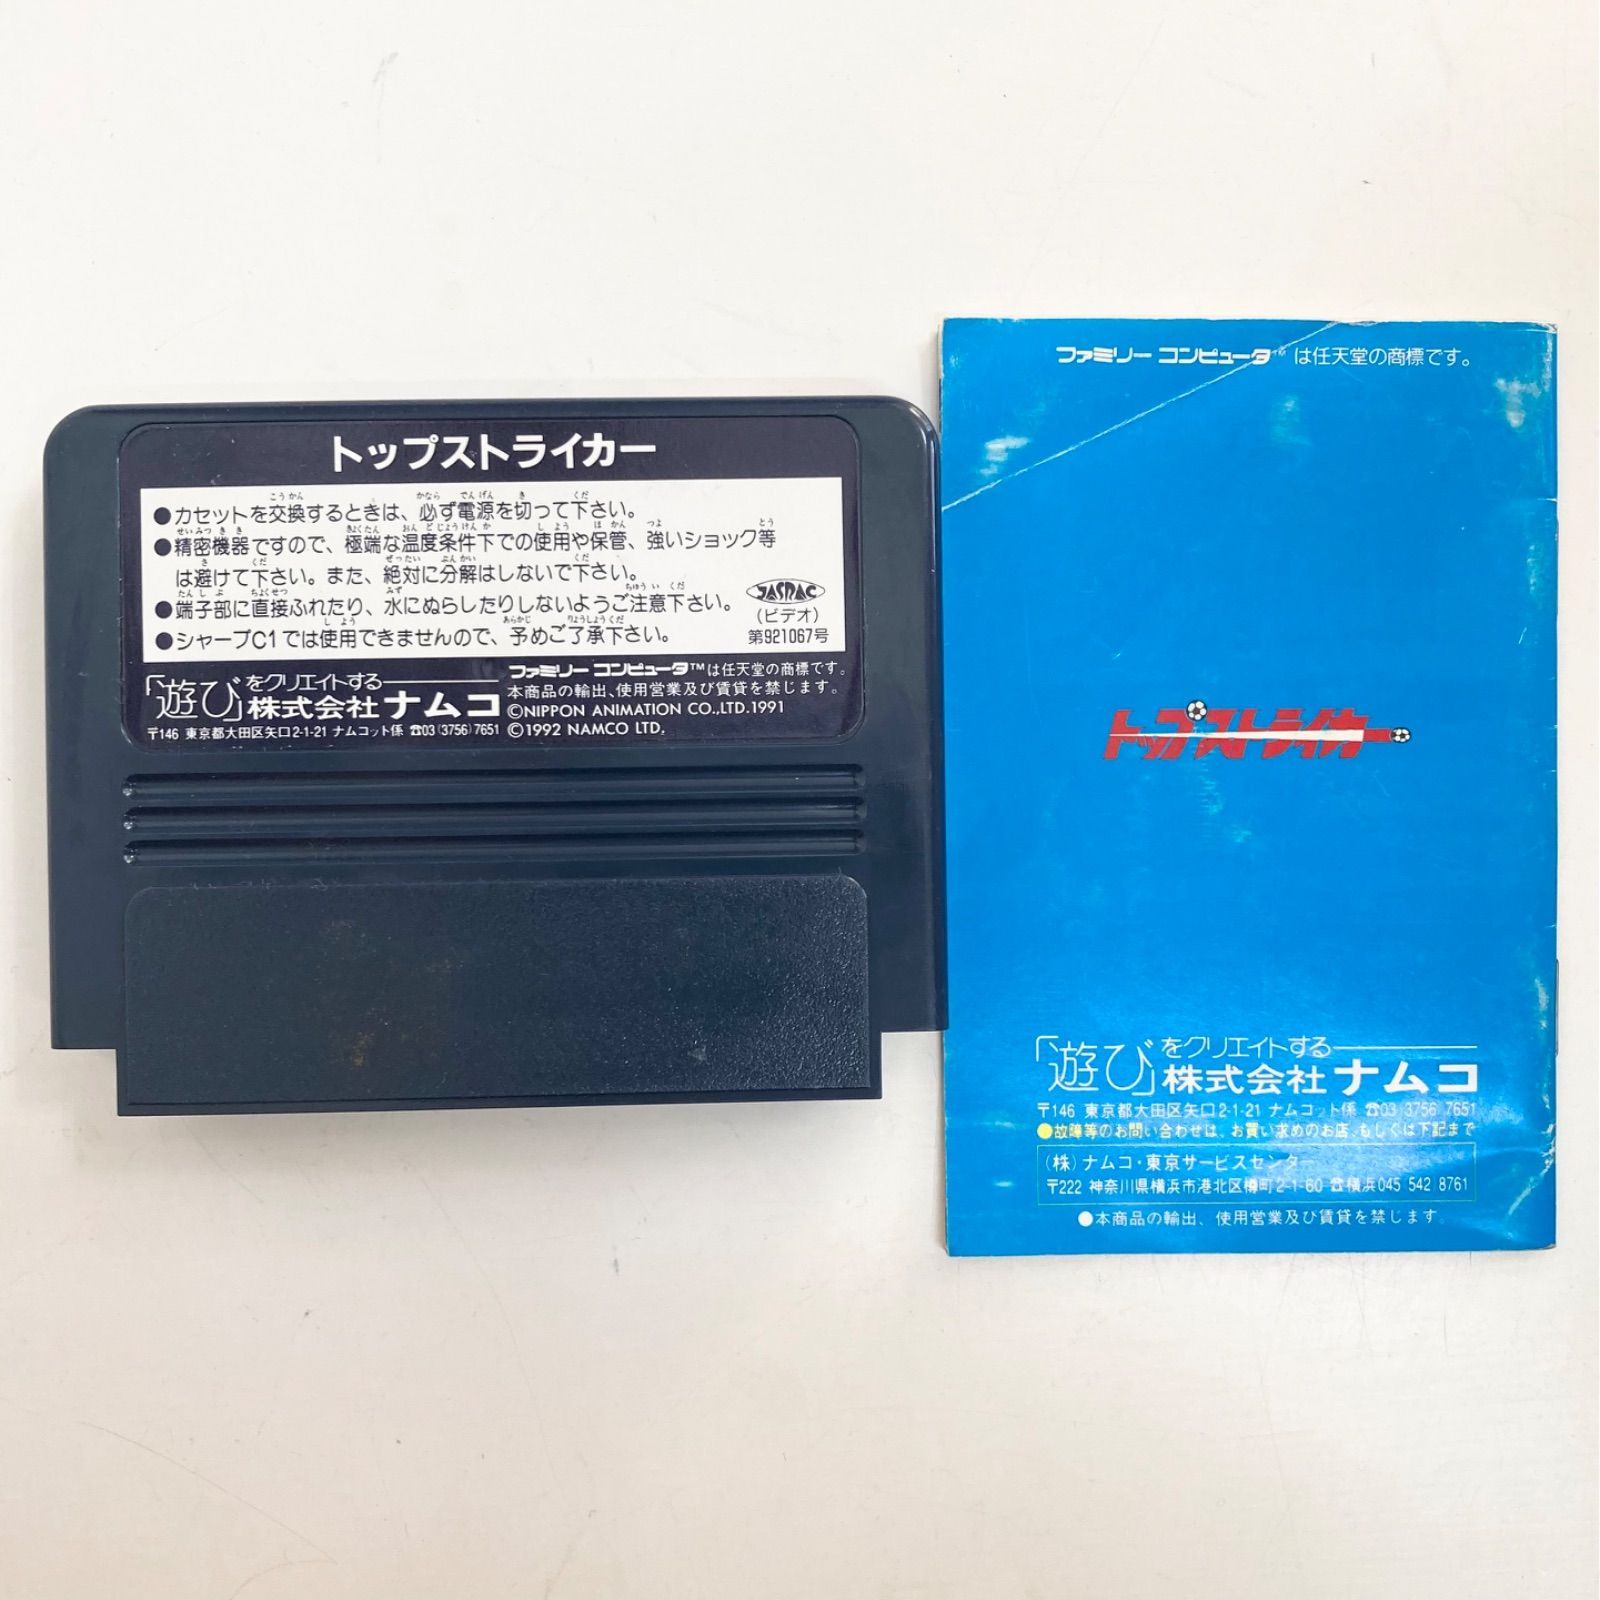 トップストライカー
●カセットを交換するときは、必ず電源を切って下さい。
●精密機器ですので、極端な温度条件下での使用や保管、強いショック等
は避けて下さい。また、絶対に分解はしないで下さい。
●端子部に直接ふれたり、水にぬらしたりしないようご注意下さい。
●シャープC1では使用できませんので、予めご了承下さい。
JASRAC
(ビデオ)
第921067号
「遊び」をクリエイトする
株式会社ナムコ
〒146 東京都大田区矢口2-1-21 ナムコット係 ☎03(3756)7651
ファミリーコンピュータ™は任天堂の商標です。
本商品の輸出、使用営業及び賃貸を禁じます。
©NIPPON ANIMATION CO.,LTD.1991
©1992 NAMCO LTD.
ファミリーコンピュータ™は任天堂の商標です。
トップストライカー
「遊び」をクリエイトする
株式会社ナムコ
〒146 東京都大田区矢口2-1-21 ナムコット係 ☎03 3756 7651
●故障等のお問い合わせは、お買い求めのお店、もしくは下記まで
(株)ナムコ・東京サービスセンター
〒222 神奈川県横浜市港北区樽町2-1-60 ☎横浜045 542 8761
●本商品の輸出、使用営業及び賃貸を禁じます。